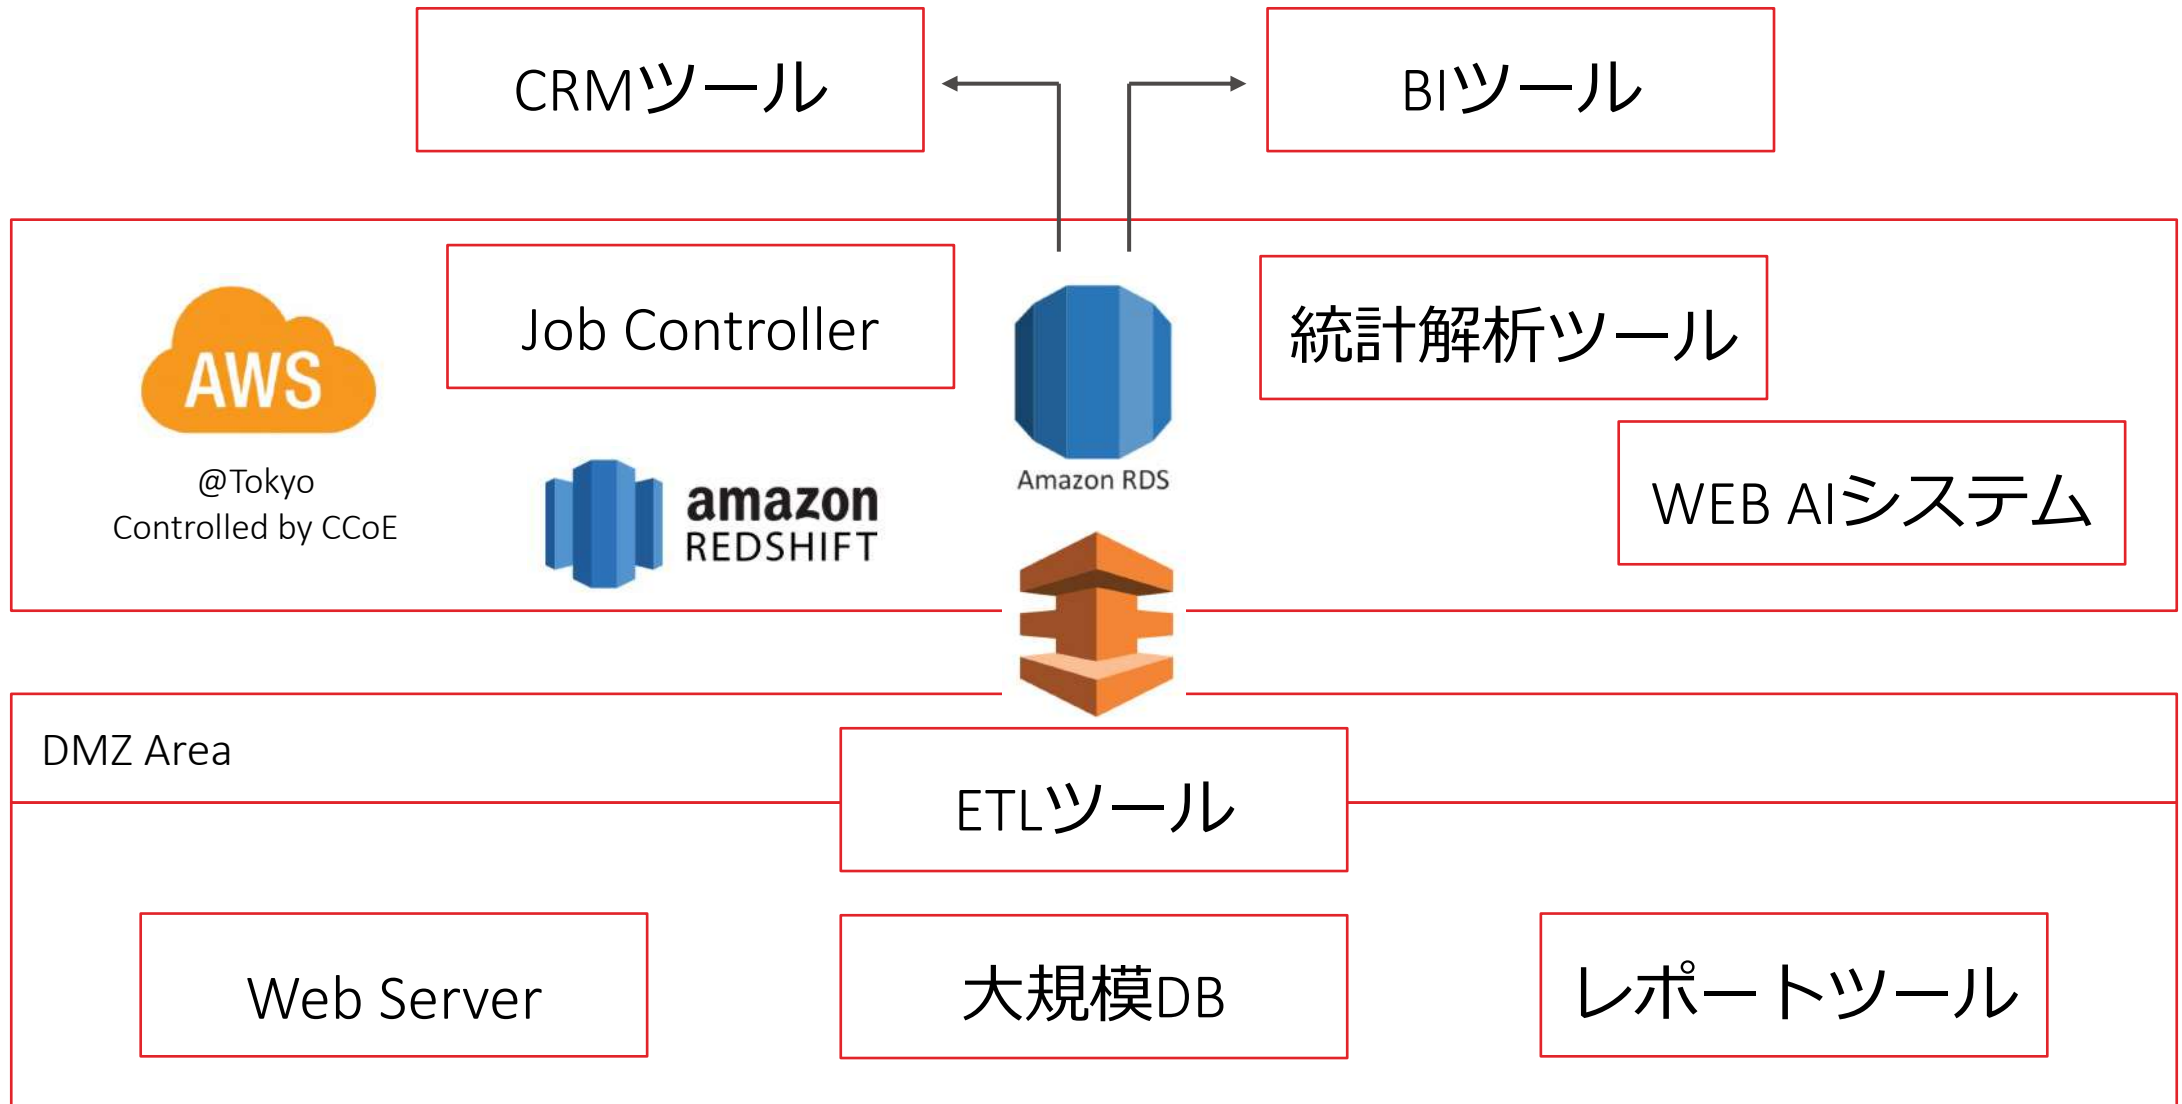 CRMツール
BIツール
Job Controller
統計解析ツール
AWS
@Tokyo
Controlled by CCoE
amazon
REDSHIFT
Amazon RDS
WEB AIシステム
DMZ Area
ETLツール
Web Server
大規模DB
レポートツール